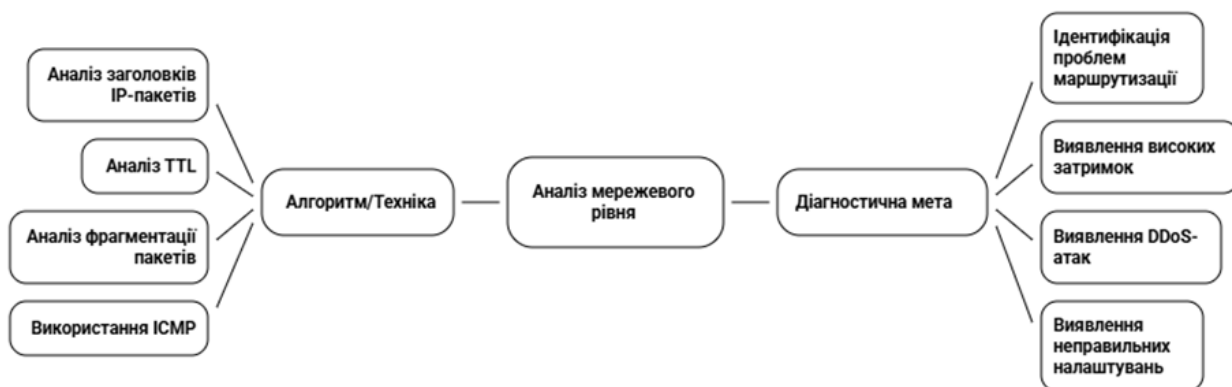 Аналіз заголовків
IP-пакетів
Аналіз TTL
Аналіз фрагментації
пакетів
Використання ICMP
Алгоритм/Техніка
Аналіз мережевого
рівня
Діагностична мета
Ідентифікація
проблем
маршрутизації
Виявлення високих
затримок
Виявлення DDoS-
атак
Виявлення
неправильних
налаштувань